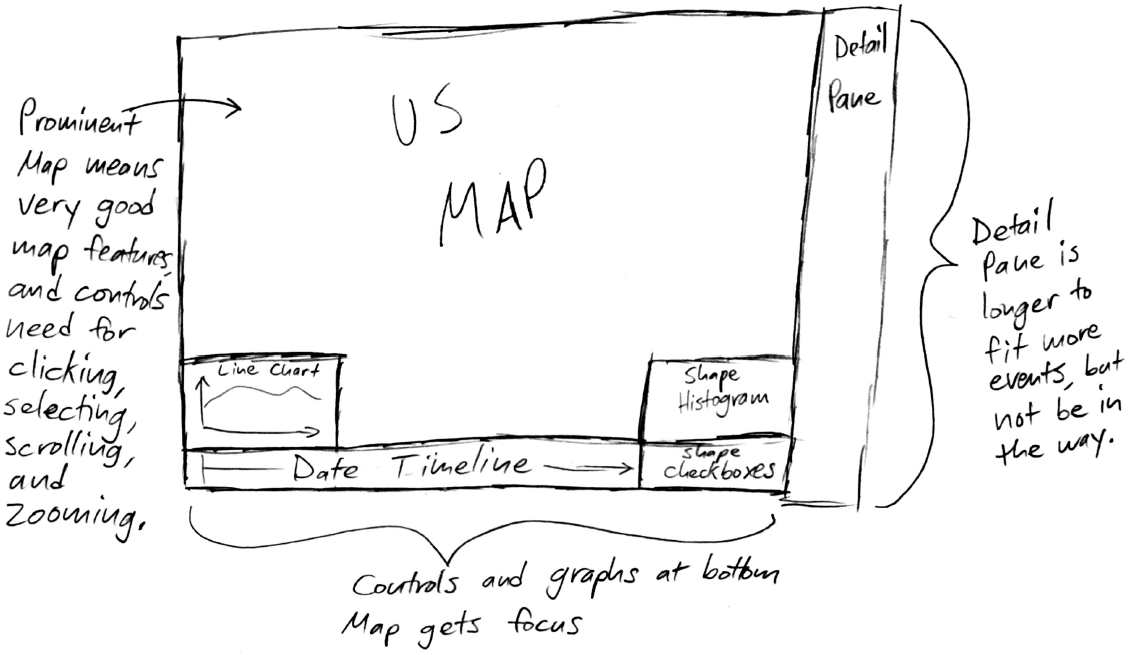 Prominent
Map means
very good
map features,
and controls
need for
clicking,
selecting,
scrolling,
and
zooming.
US
MAP
Detail
Pane
Line Chart
Shape
Histogram
Date Timeline
Shape
Checkboxes
Detail
Pane is
longer to
fit more
events, but
not be in
the way.
Controls and graphs at bottom
Map gets focus